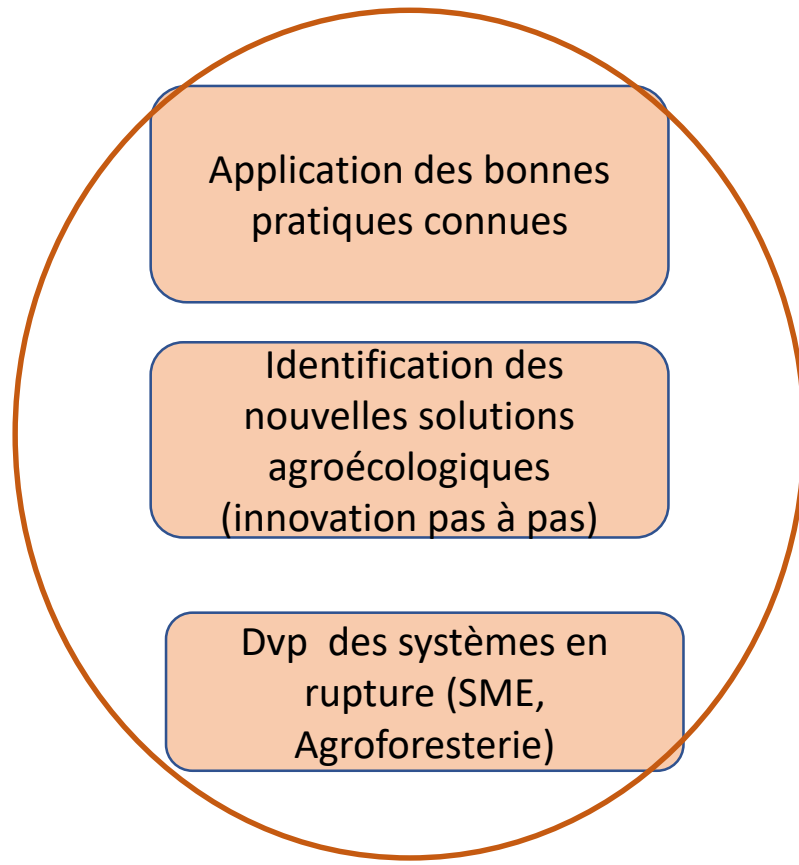 Application des bonnes
pratiques connues
Identification des
nouvelles solutions
agroécologiques
(innovation pas à pas)
Dvp  des systèmes en
rupture (SME,
Agroforesterie)